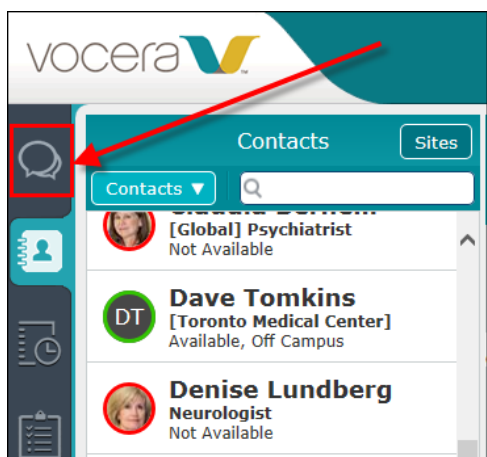 vocera
Contacts
Sites
Contacts ▼
[Global] Psychiatrist
Not Available
DT
Dave Tomkins
[Toronto Medical Center]
Available, Off Campus
Denise Lundberg
Neurologist
Not Available